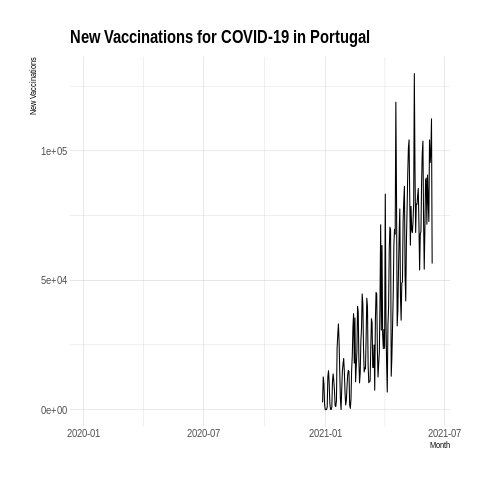 New Vaccinations for COVID-19 in Portugal
New Vaccinations
1e+05
5e+04
0e+00
2020-01 2020-07 2021-01 2021-07
Month